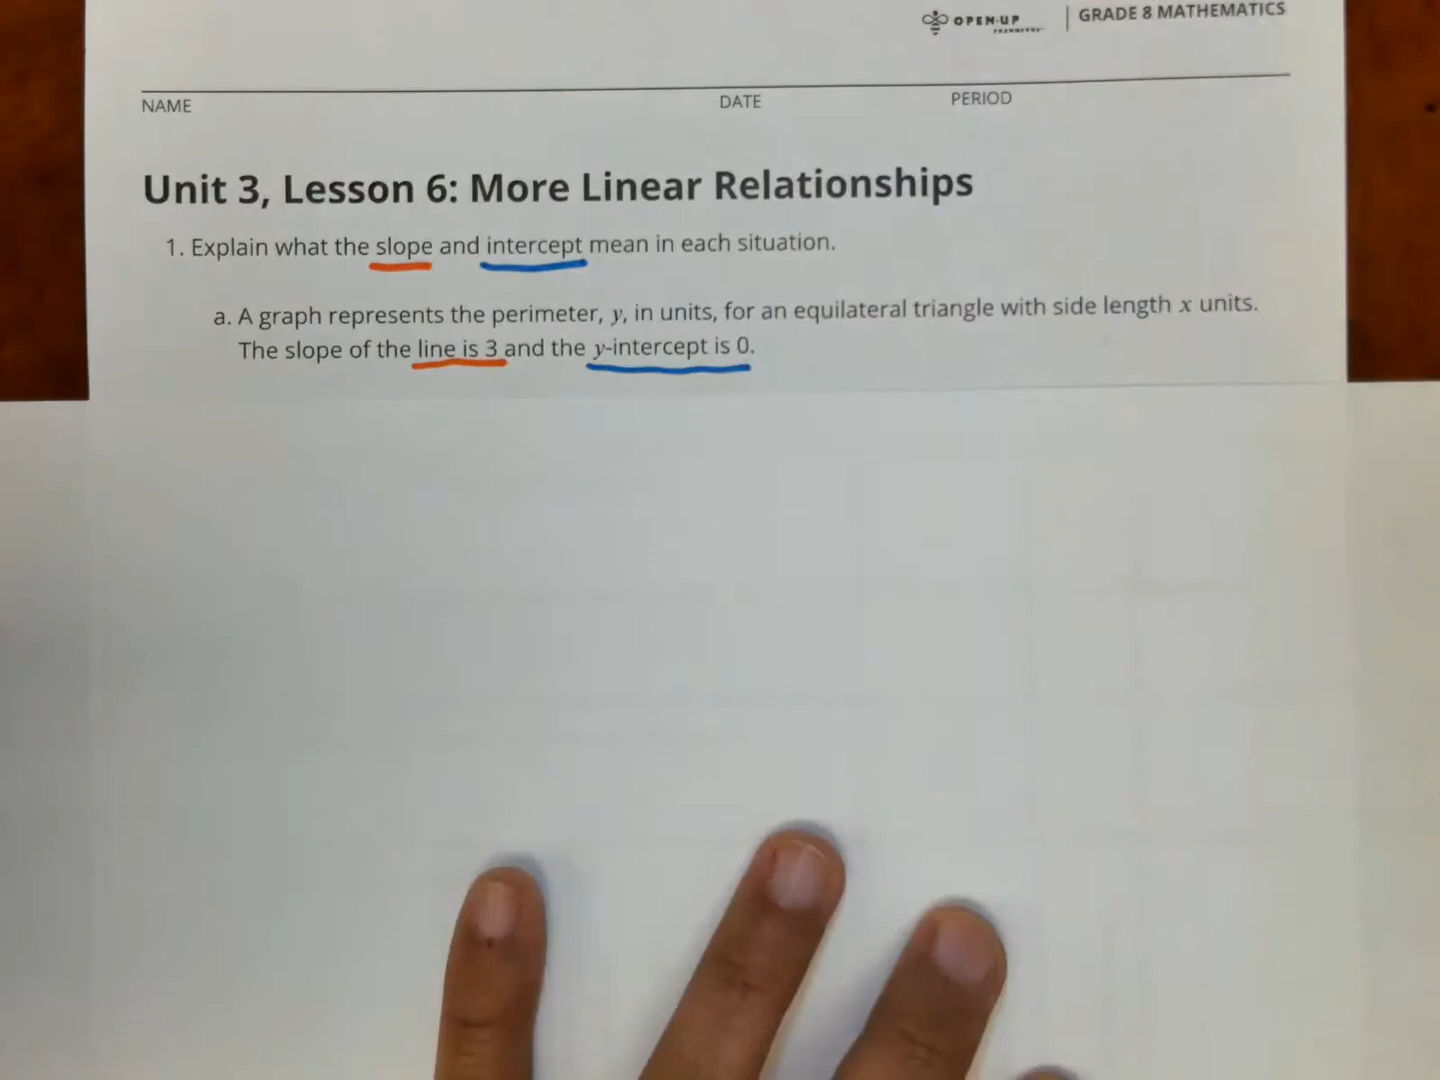 OPEN-UP
GRADE 8 MATHEMATICS
NAME DATE PERIOD
Unit 3, Lesson 6: More Linear Relationships
1. Explain what the slope and intercept mean in each situation.
a. A graph represents the perimeter, y, in units, for an equilateral triangle with side length x units.
The slope of the line is 3 and the y-intercept is 0.